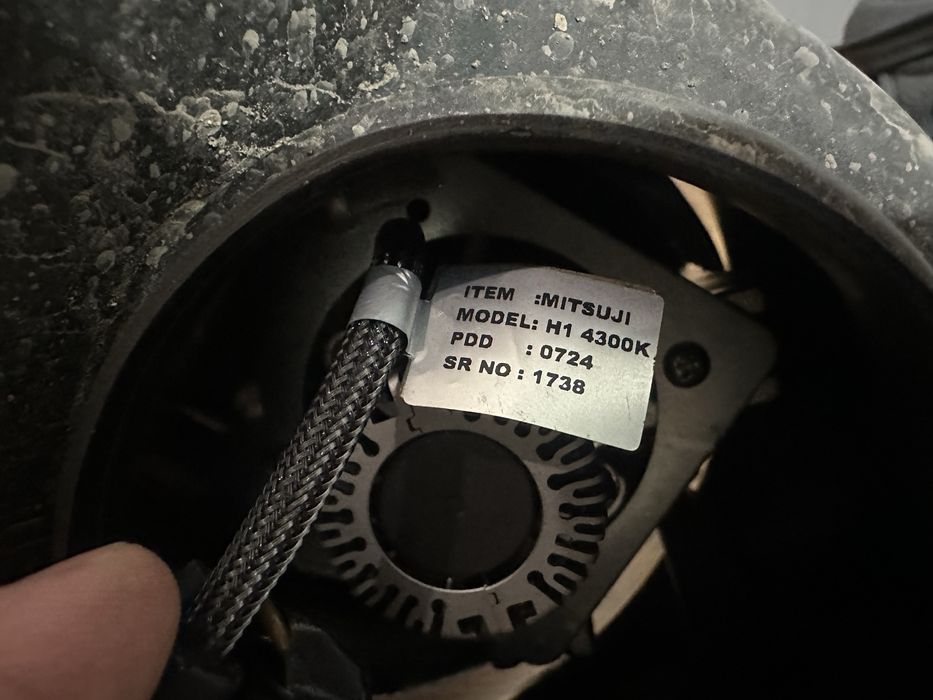 ITEM :MITSUJI
MODEL: H1 4300K
PDD : 0724
SR NO : 1738